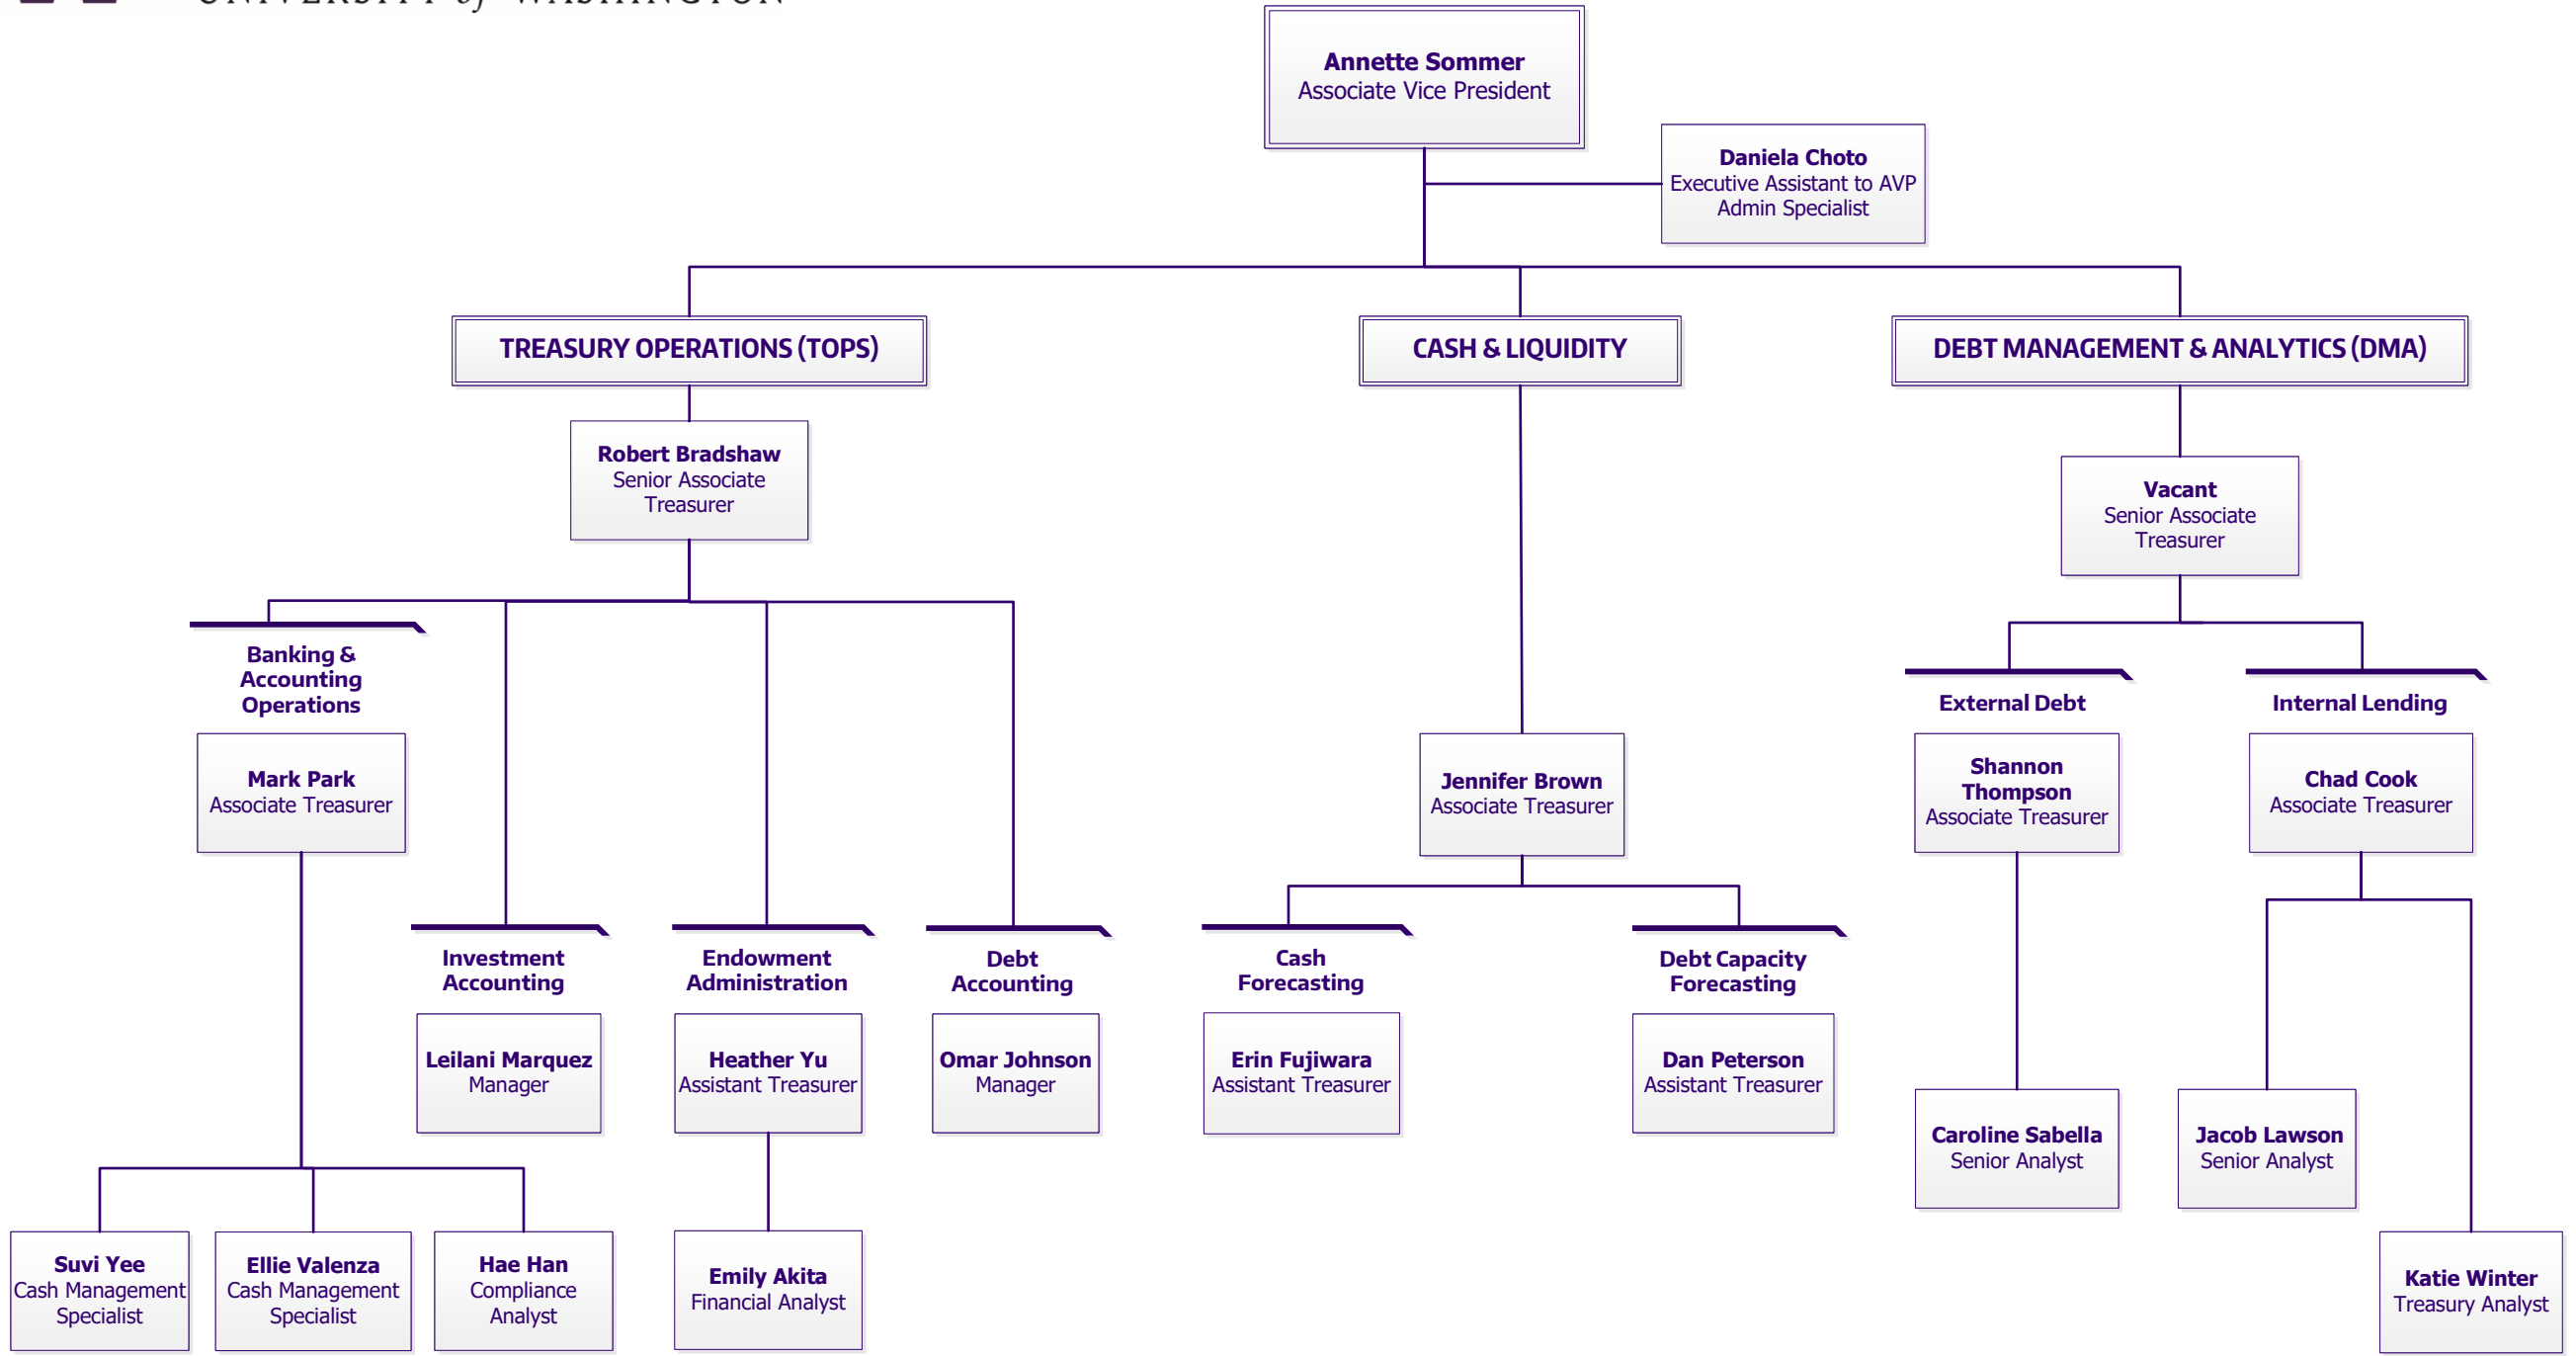 UNIVERSITY of WASHINGTON
Annette Sommer
Associate Vice President
Daniela Choto
Executive Assistant to AVP
Admin Specialist
TREASURY OPERATIONS (TOPS)
CASH & LIQUIDITY
DEBT MANAGEMENT & ANALYTICS (DMA)
Robert Bradshaw
Senior Associate
Treasurer
Vacant
Senior Associate
Treasurer
Banking &
Accounting
Operations
External Debt
Internal Lending
Mark Park
Associate Treasurer
Jennifer Brown
Associate Treasurer
Shannon
Thompson
Associate Treasurer
Chad Cook
Associate Treasurer
Investment
Accounting
Endowment
Administration
Debt
Accounting
Cash
Forecasting
Debt Capacity
Forecasting
Leilani Marquez
Manager
Heather Yu
Assistant Treasurer
Omar Johnson
Manager
Erin Fujiwara
Assistant Treasurer
Dan Peterson
Assistant Treasurer
Caroline Sabella
Senior Analyst
Jacob Lawson
Senior Analyst
Suvi Yee
Cash Management
Specialist
Ellie Valenza
Cash Management
Specialist
Hae Han
Compliance
Analyst
Emily Akita
Financial Analyst
Katie Winter
Treasury Analyst